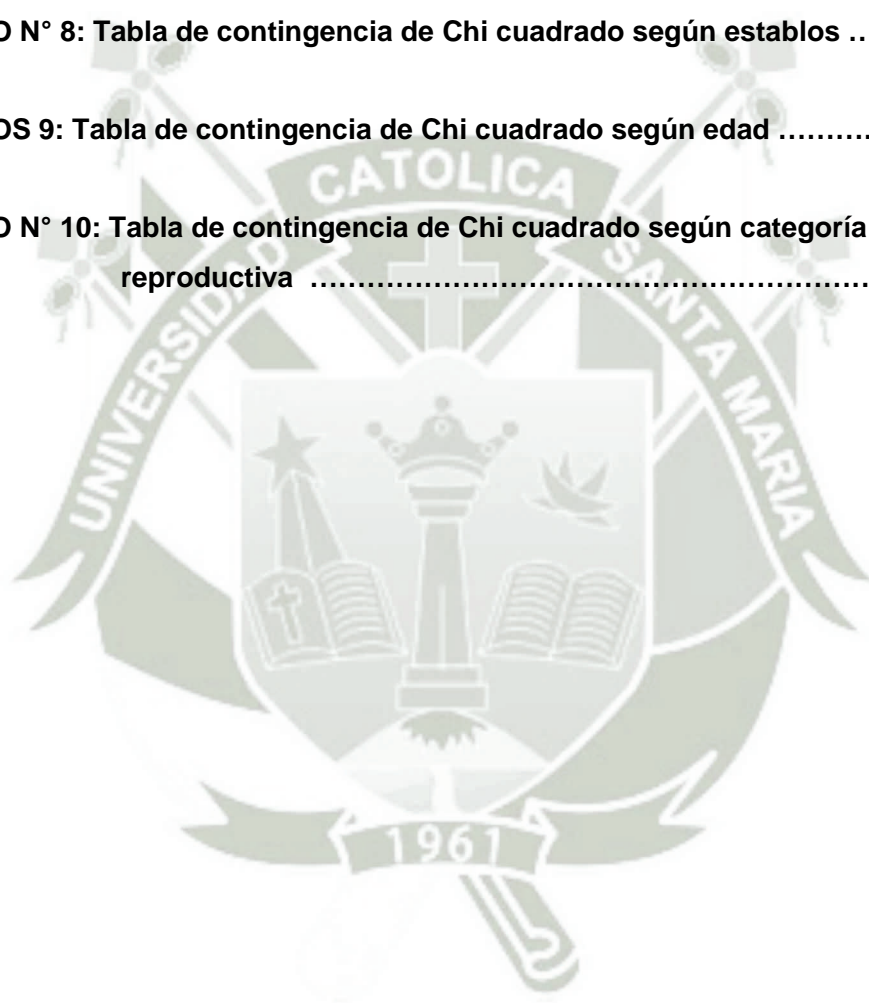 O N° 8: Tabla de contingencia de Chi cuadrado según establos ..
OS 9: Tabla de contingencia de Chi cuadrado según edad ..........
O N° 10: Tabla de contingencia de Chi cuadrado según categoría
reproductiva ............................................................
UNIVERSIDAD CATOLICA SANTA MARIA
1961